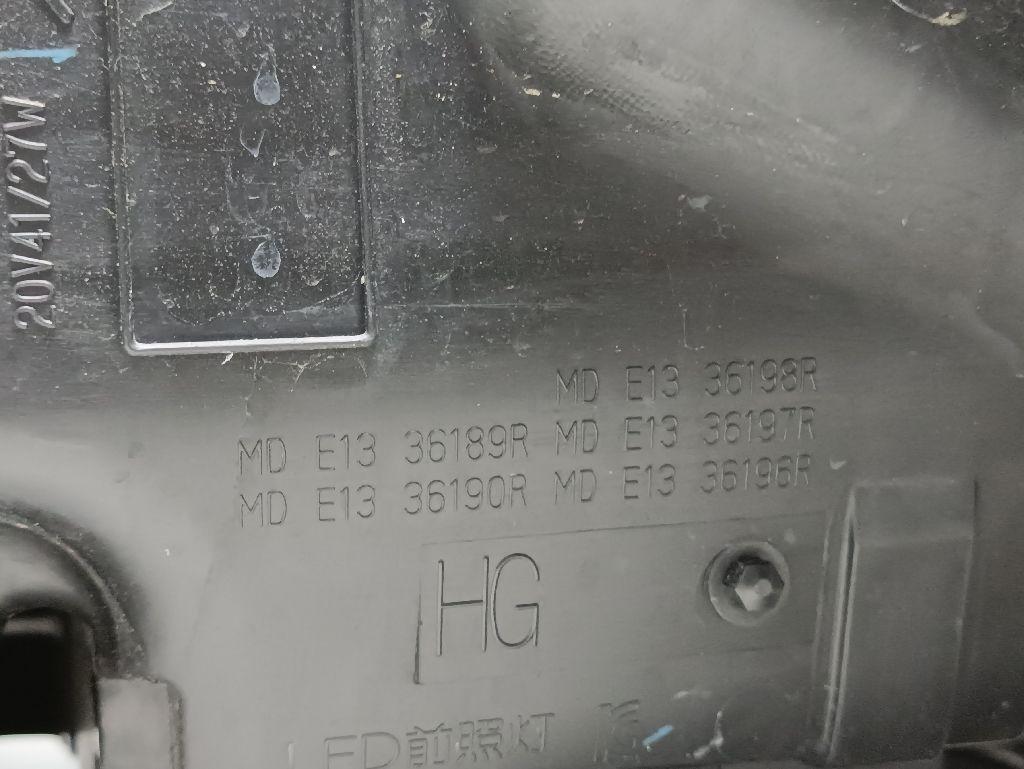 20V41/27W
MD E13 36198R
MD E13 36189R MD E13 36197R
MD E13 36190R MD E13 36196R
HG
LED前照灯